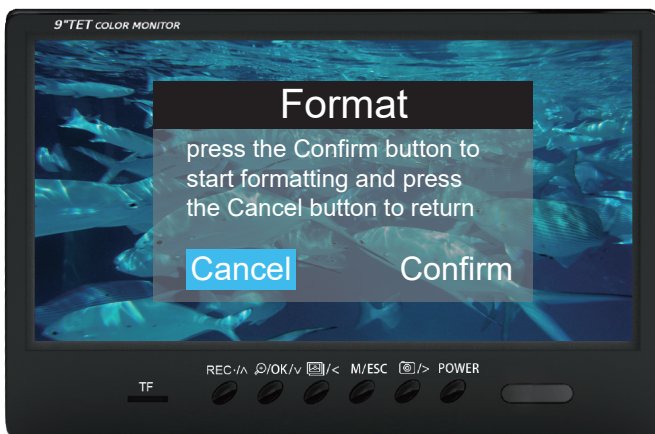 9"TET COLOR MONITOR
Format
press the Confirm button to
start formatting and press
the Cancel button to return
Cancel Confirm
REC·/∧ /OK/∨ /< M/ESC /> POWER
TF